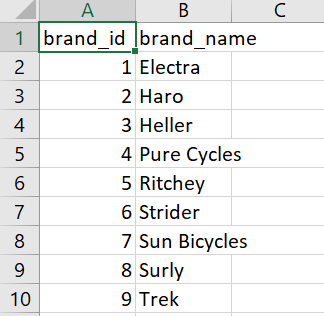 A B C
1 brand_id brand_name
2 1 Electra
3 2 Haro
4 3 Heller
5 4 Pure Cycles
6 5 Ritchey
7 6 Strider
8 7 Sun Bicycles
9 8 Surly
10 9 Trek